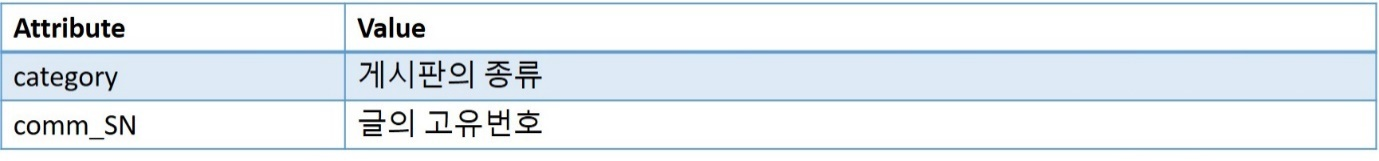 Attribute Value
category 게시판의 종류
comm_SN 글의 고유번호